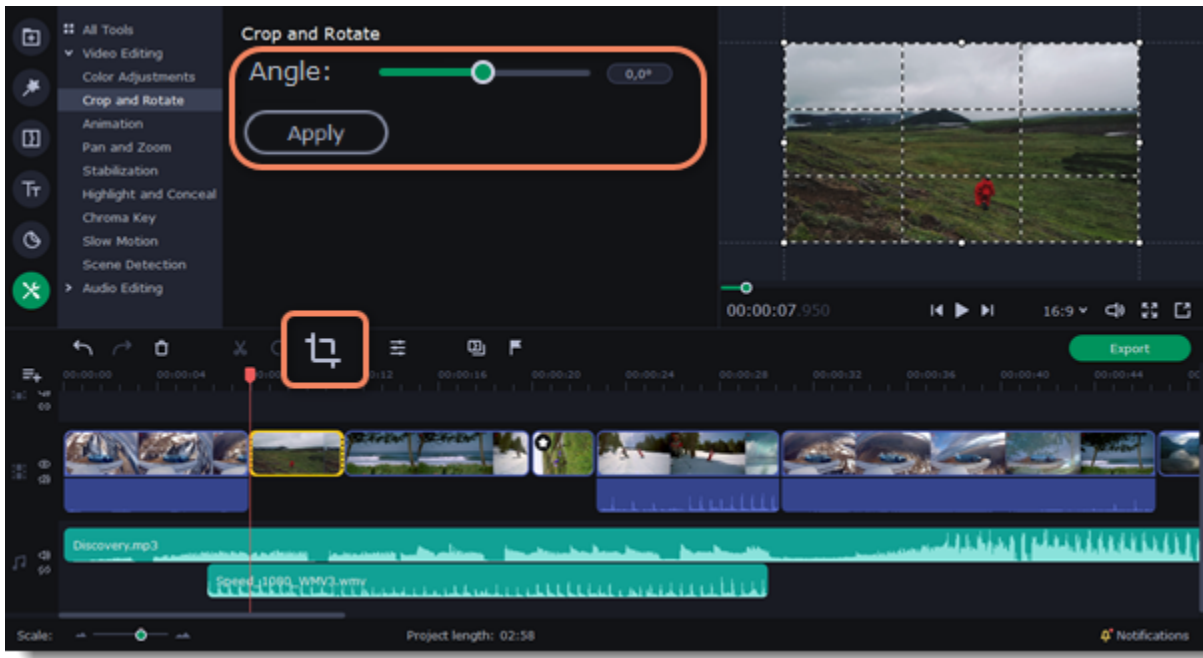 All Tools
Video Editing
Color Adjustments
Crop and Rotate
Animation
Pan and Zoom
Stabilization
Highlight and Conceal
Chroma Key
Slow Motion
Scene Detection
Audio Editing
Crop and Rotate
Angle:
0,0°
Apply
00:00:07.950
16:9
Export
00:00:00 00:00:04 00:00:16 00:00:20 00:00:24 00:00:28 00:00:32 00:00:36 00:00:40 00:00:44
Discovery.mp3
Speed_1080_WMV3.wmv
Scale:
Project length: 02:58
Notifications